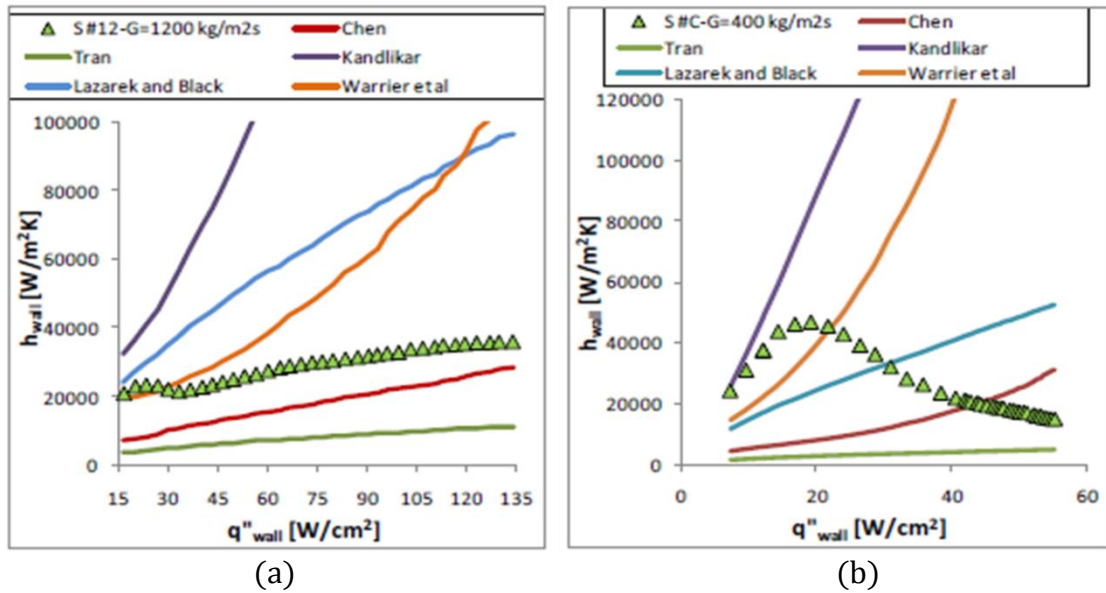 S#12-G=1200 kg/m2s
Chen
Tran
Kandlikar
Lazarek and Black
Warrier et al
100000
80000
60000
40000
20000
0
h wall [W/m²K]
15 30 45 60 75 90 105 120 135
q" wall [W/cm²]
(a)
S#C-G=400 kg/m2s
Chen
Tran
Kandlikar
Lazarek and Black
Warrier et al
120000
100000
80000
60000
40000
20000
0
h wall [W/m²K]
0 20 40 60
q" wall [W/cm²]
(b)